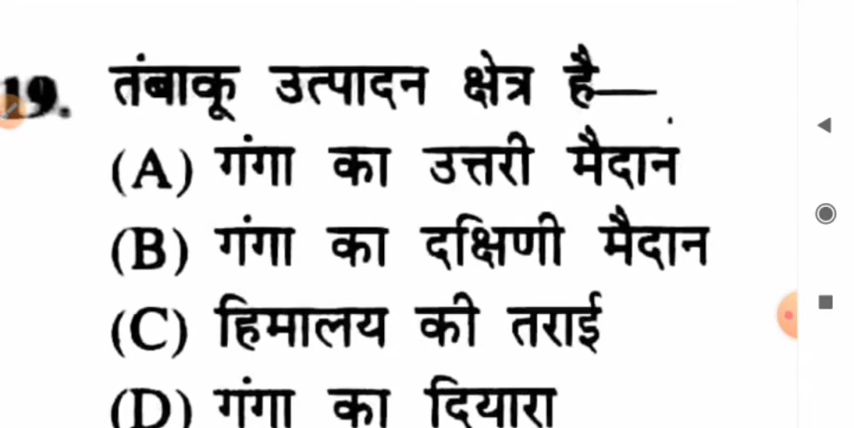 19. तंबाकू उत्पादन क्षेत्र है—
(A) गंगा का उत्तरी मैदान
(B) गंगा का दक्षिणी मैदान
(C) हिमालय की तराई
(D) गंगा का दियारा